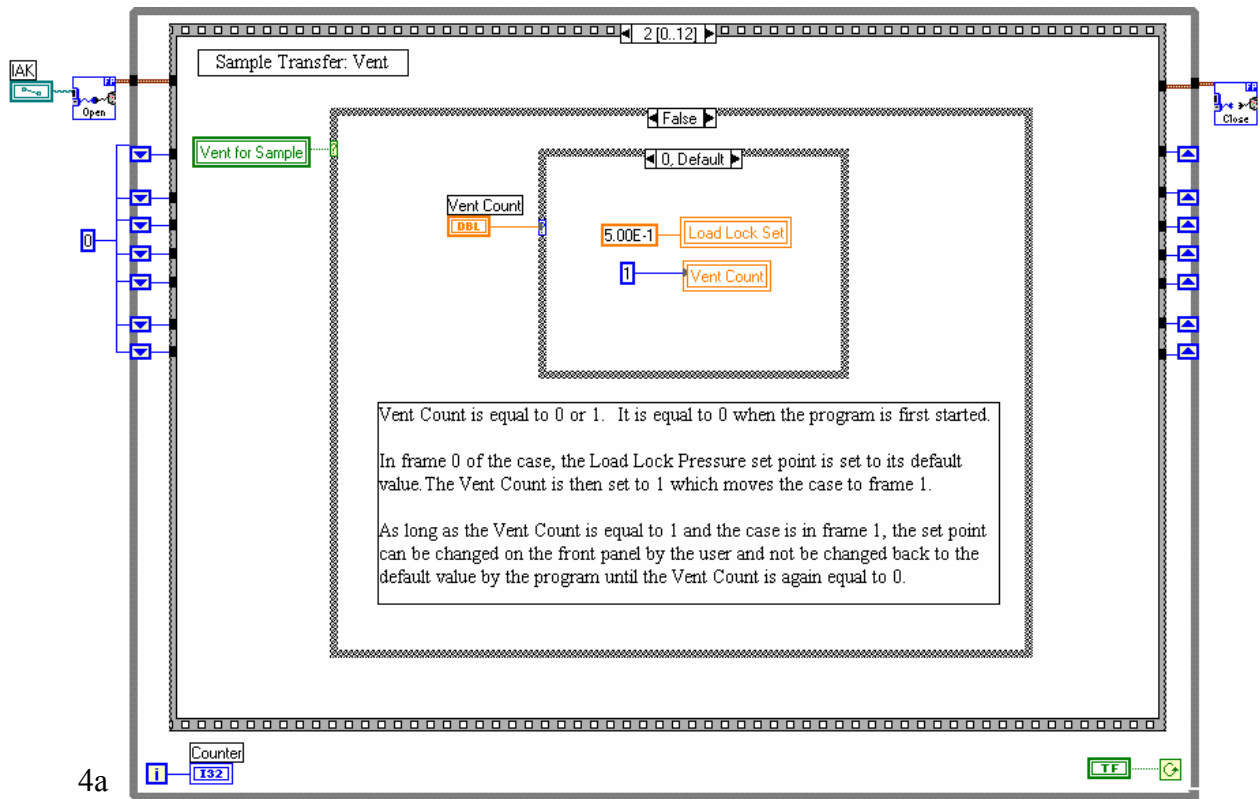 2 [0..12]
Sample Transfer: Vent
IAK
FP
Open
FP
Close
False
Vent for Sample
?
0, Default
Vent Count
DBL
?
5.00E-1
Load Lock Set
1
Vent Count
0
Vent Count is equal to 0 or 1.  It is equal to 0 when the program is first started.
In frame 0 of the case, the Load Lock Pressure set point is set to its default
value.The Vent Count is then set to 1 which moves the case to frame 1.
As long as the Vent Count is equal to 1 and the case is in frame 1, the set point
can be changed on the front panel by the user and not be changed back to the
default value by the program until the Vent Count is again equal to 0.
Counter
i
I32
TF
4a